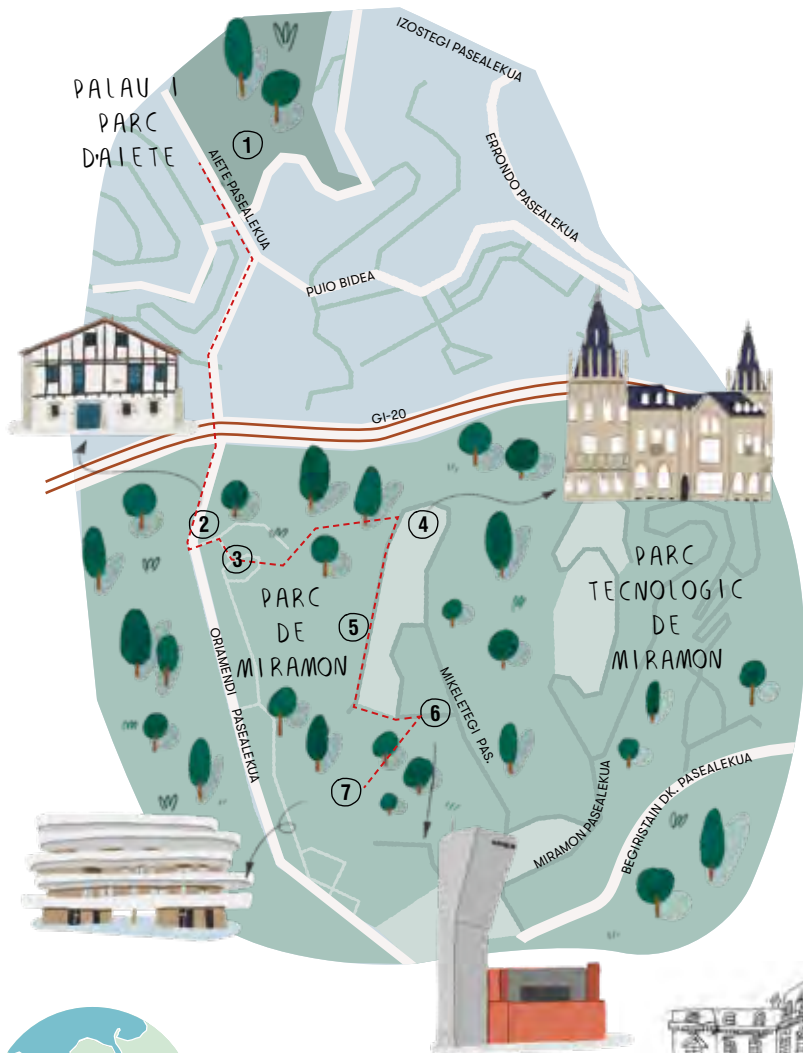 IZOSTEGI PASEALEKUA
PALAU I
PARC
D'AIETE
1
AIETE PASEALEKUA
ERRONDO PASEALEKUA
PUIO BIDEA
GI-20
2
4
3
PARC
DE
MIRAMON
PARC
TECNOLOGIC
DE
MIRAMON
5
ORIAMENDI PASEALEKUA
6
MIKELETEGI PAS.
7
MIRAMON PASEALEKUA
BEGIRISTAIN DK. PASEALEKUA